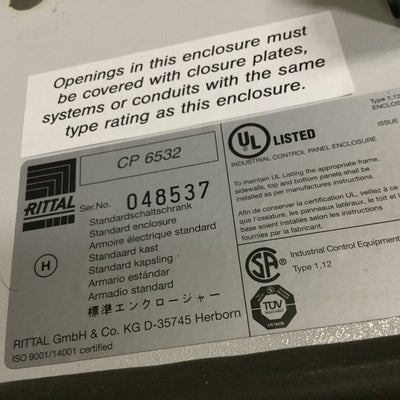 Openings in this enclosure must
be covered with closure plates,
systems or conduits with the same
type rating as this enclosure.
RITTAL
CP 6532
Ser.No. 048537
Standardschaltschrank
Standard enclosure
Armoire électrique standard
Standaard kast
Standard kapsling
Armario estándar
Armadio standard
標準エンクロージャー
H
RITTAL GmbH & Co. KG D-35745 Herborn
ISO 9001/14001 certified
Type 1,12
ISSUE
UL LISTED
INDUSTRIAL CONTROL PANEL ENCLOSURE
To maintain UL Listing the appropriate frame,
sidewalls, top and bottom panels shall be
installed as per manufactures instructions.
Afin de conserver la certification UL, veillez à ce
que l'ossature, les panneaux latéraux, le toit et la
base soient installés selon les instructions
fournies par le fabricant.
SA
Industrial Control Equipment
Type 1,12
TÜV